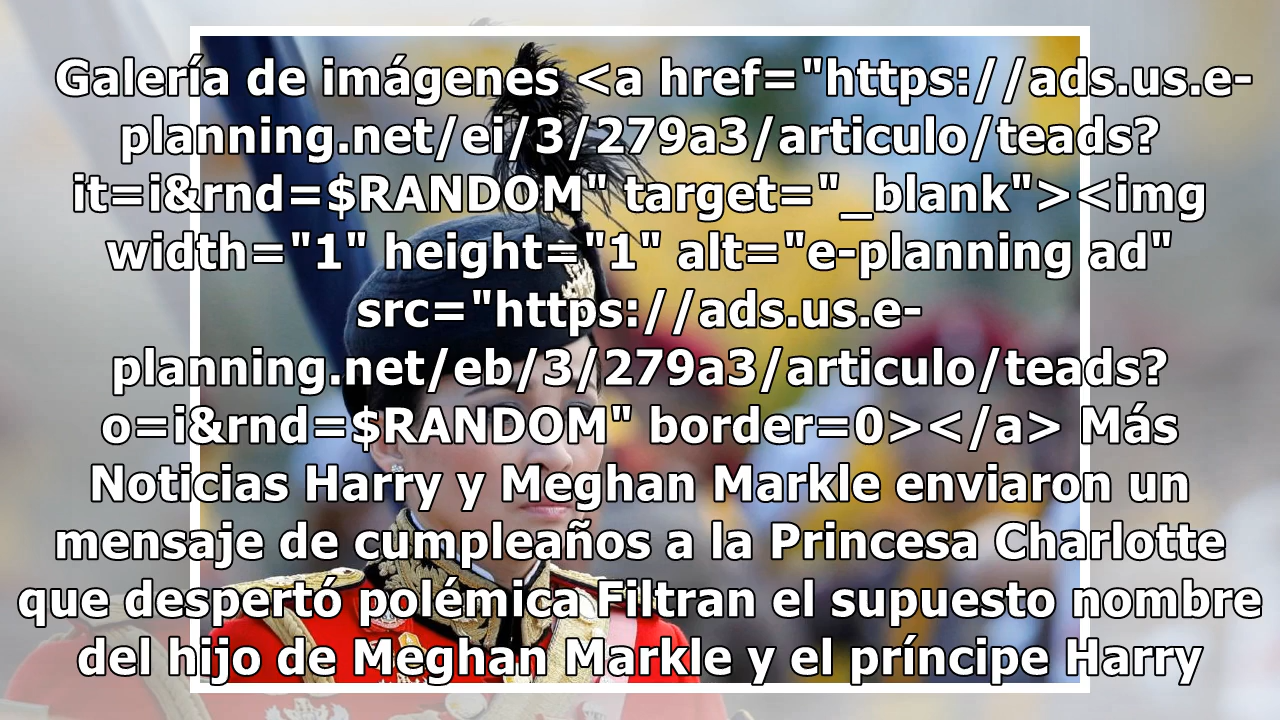 Galería de imágenes <a href="https://ads.us.e-
planning.net/ei/3/279a3/articulo/teads?
it=i&rnd=$RANDOM" target="_blank"><img
width="1" height="1" alt="e-planning ad"
src="https://ads.us.e-
planning.net/eb/3/279a3/articulo/teads?
o=i&rnd=$RANDOM" border=0></a> Más
Noticias Harry y Meghan Markle enviaron un
mensaje de cumpleaños a la Princesa Charlotte
que despertó polémica Filtran el supuesto nombre
del hijo de Meghan Markle y el príncipe Harry